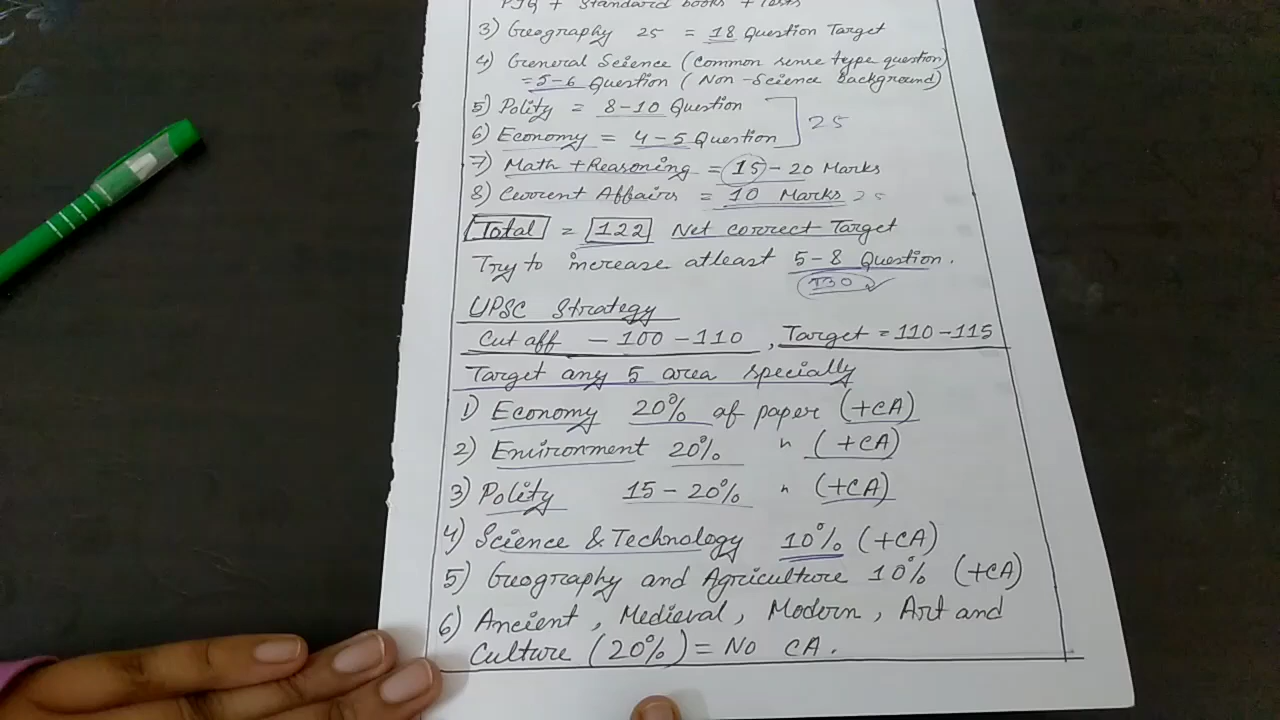 PYQ + Standard books + Tests
3) Geography 25 = 18 Question Target
4) General Science (Common sense type question)
= 5-6 Question (Non-Science background)
5) Polity = 8-10 Question
25
6) Economy = 4-5 Question
7) Math + Reasoning = 15 - 20 Marks
8) Current Affairs = 10 Marks 25
Total = 122 Net correct Target
Try to increase atleast 5-8 Question.
130
UPSC Strategy
Cut off - 100 - 110, Target = 110-115
Target any 5 area specially
1) Economy 20% of paper (+CA)
2) Environment 20% " (+CA)
3) Polity 15 - 20% " (+CA)
4) Science & Technology 10% (+CA)
5) Geography and Agriculture 10% (+CA)
6) Ancient, Medieval, Modern, Art and
Culture (20%) = No CA.